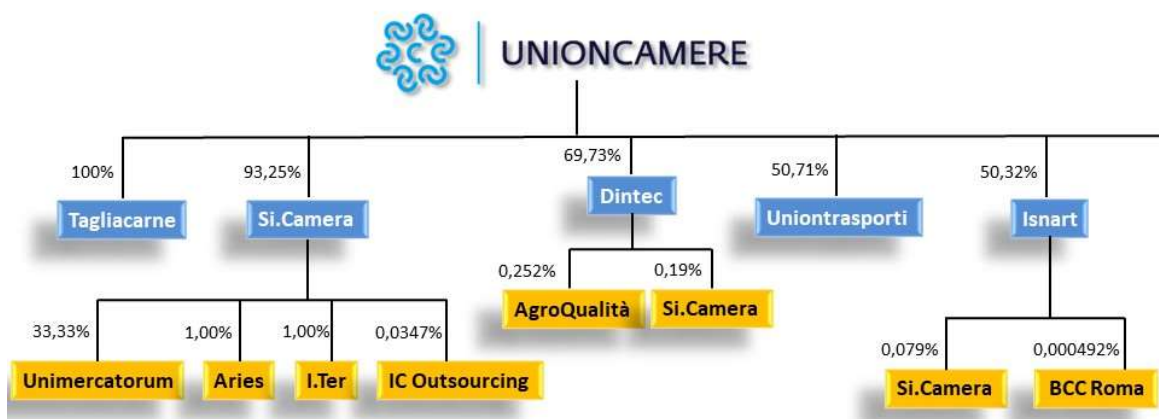 UNIONCAMERE
100%
93,25%
69,73%
50,71%
50,32%
Tagliacarne
Si.Camera
Dintec
Uniontrasporti
Isnart
0,252%
0,19%
AgroQualità
Si.Camera
33,33%
1,00%
1,00%
0,0347%
0,079%
0,000492%
Unimercatorum
Aries
I.Ter
IC Outsourcing
Si.Camera
BCC Roma